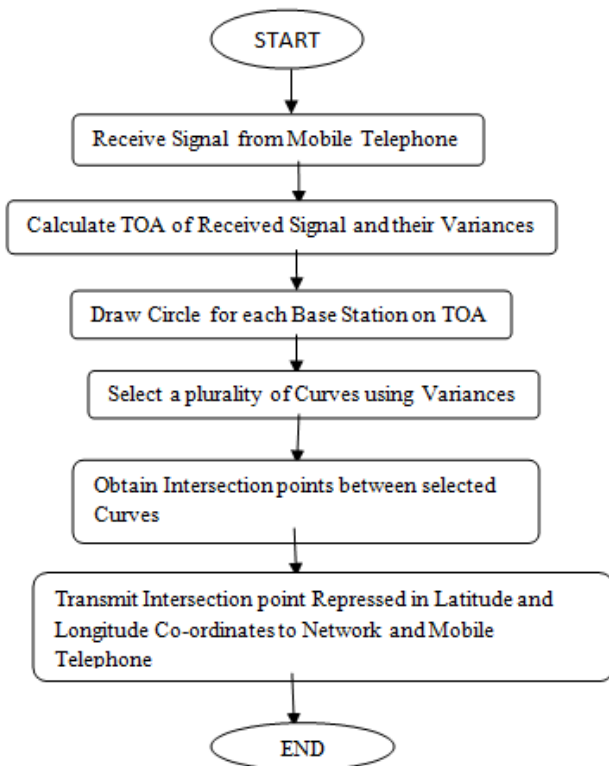 START
Receive Signal from Mobile Telephone
Calculate TOA of Received Signal and their Variances
Draw Circle for each Base Station on TOA
Select a plurality of Curves using Variances
Obtain Intersection points between selected
Curves
Transmit Intersection point Repressed in Latitude and
Longitude Co-ordinates to Network and Mobile
Telephone
END